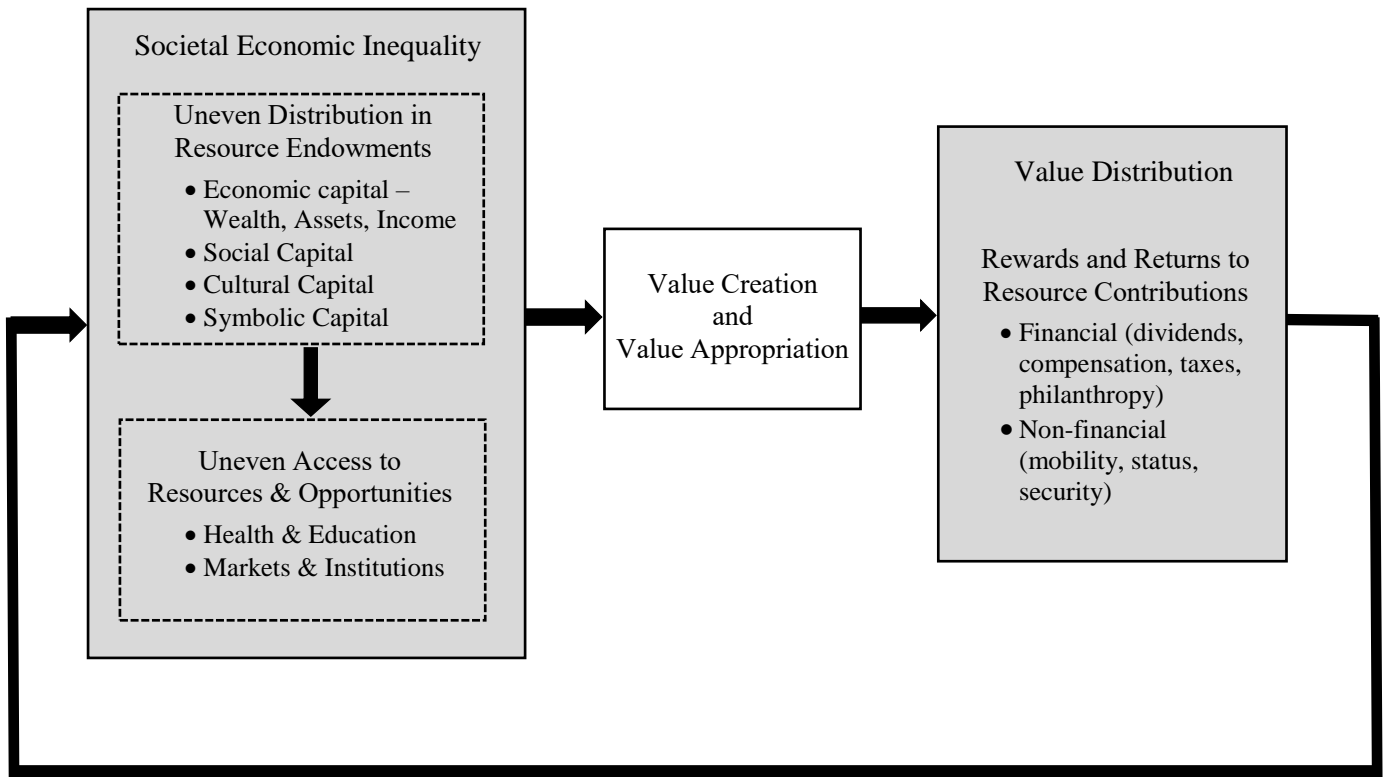 Societal Economic Inequality
Uneven Distribution in
Resource Endowments
• Economic capital –
Wealth, Assets, Income
• Social Capital
• Cultural Capital
• Symbolic Capital
Uneven Access to
Resources & Opportunities
• Health & Education
• Markets & Institutions
Value Creation
and
Value Appropriation
Value Distribution
Rewards and Returns to
Resource Contributions
• Financial (dividends,
compensation, taxes,
philanthropy)
• Non-financial
(mobility, status,
security)